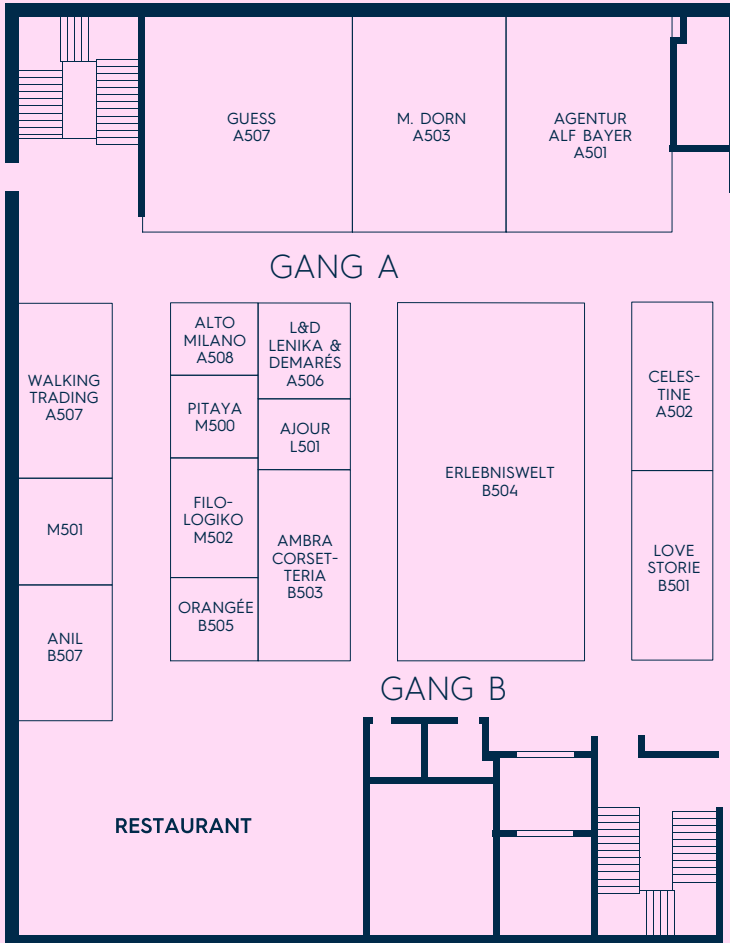 GUESS
A507
M. DORN
A503
AGENTUR
ALF BAYER
A501
GANG A
WALKING
TRADING
A507
M501
ANIL
B507
ALTO
MILANO
A508
PITAYA
M500
FILO-
LOGIKO
M502
ORANGÉE
B505
L&D
LENIKA &
DEMARÉS
A506
AJOUR
L501
AMBRA
CORSET-
TERIA
B503
ERLEBNISWELT
B504
CELES-
TINE
A502
LOVE
STORIE
B501
GANG B
RESTAURANT